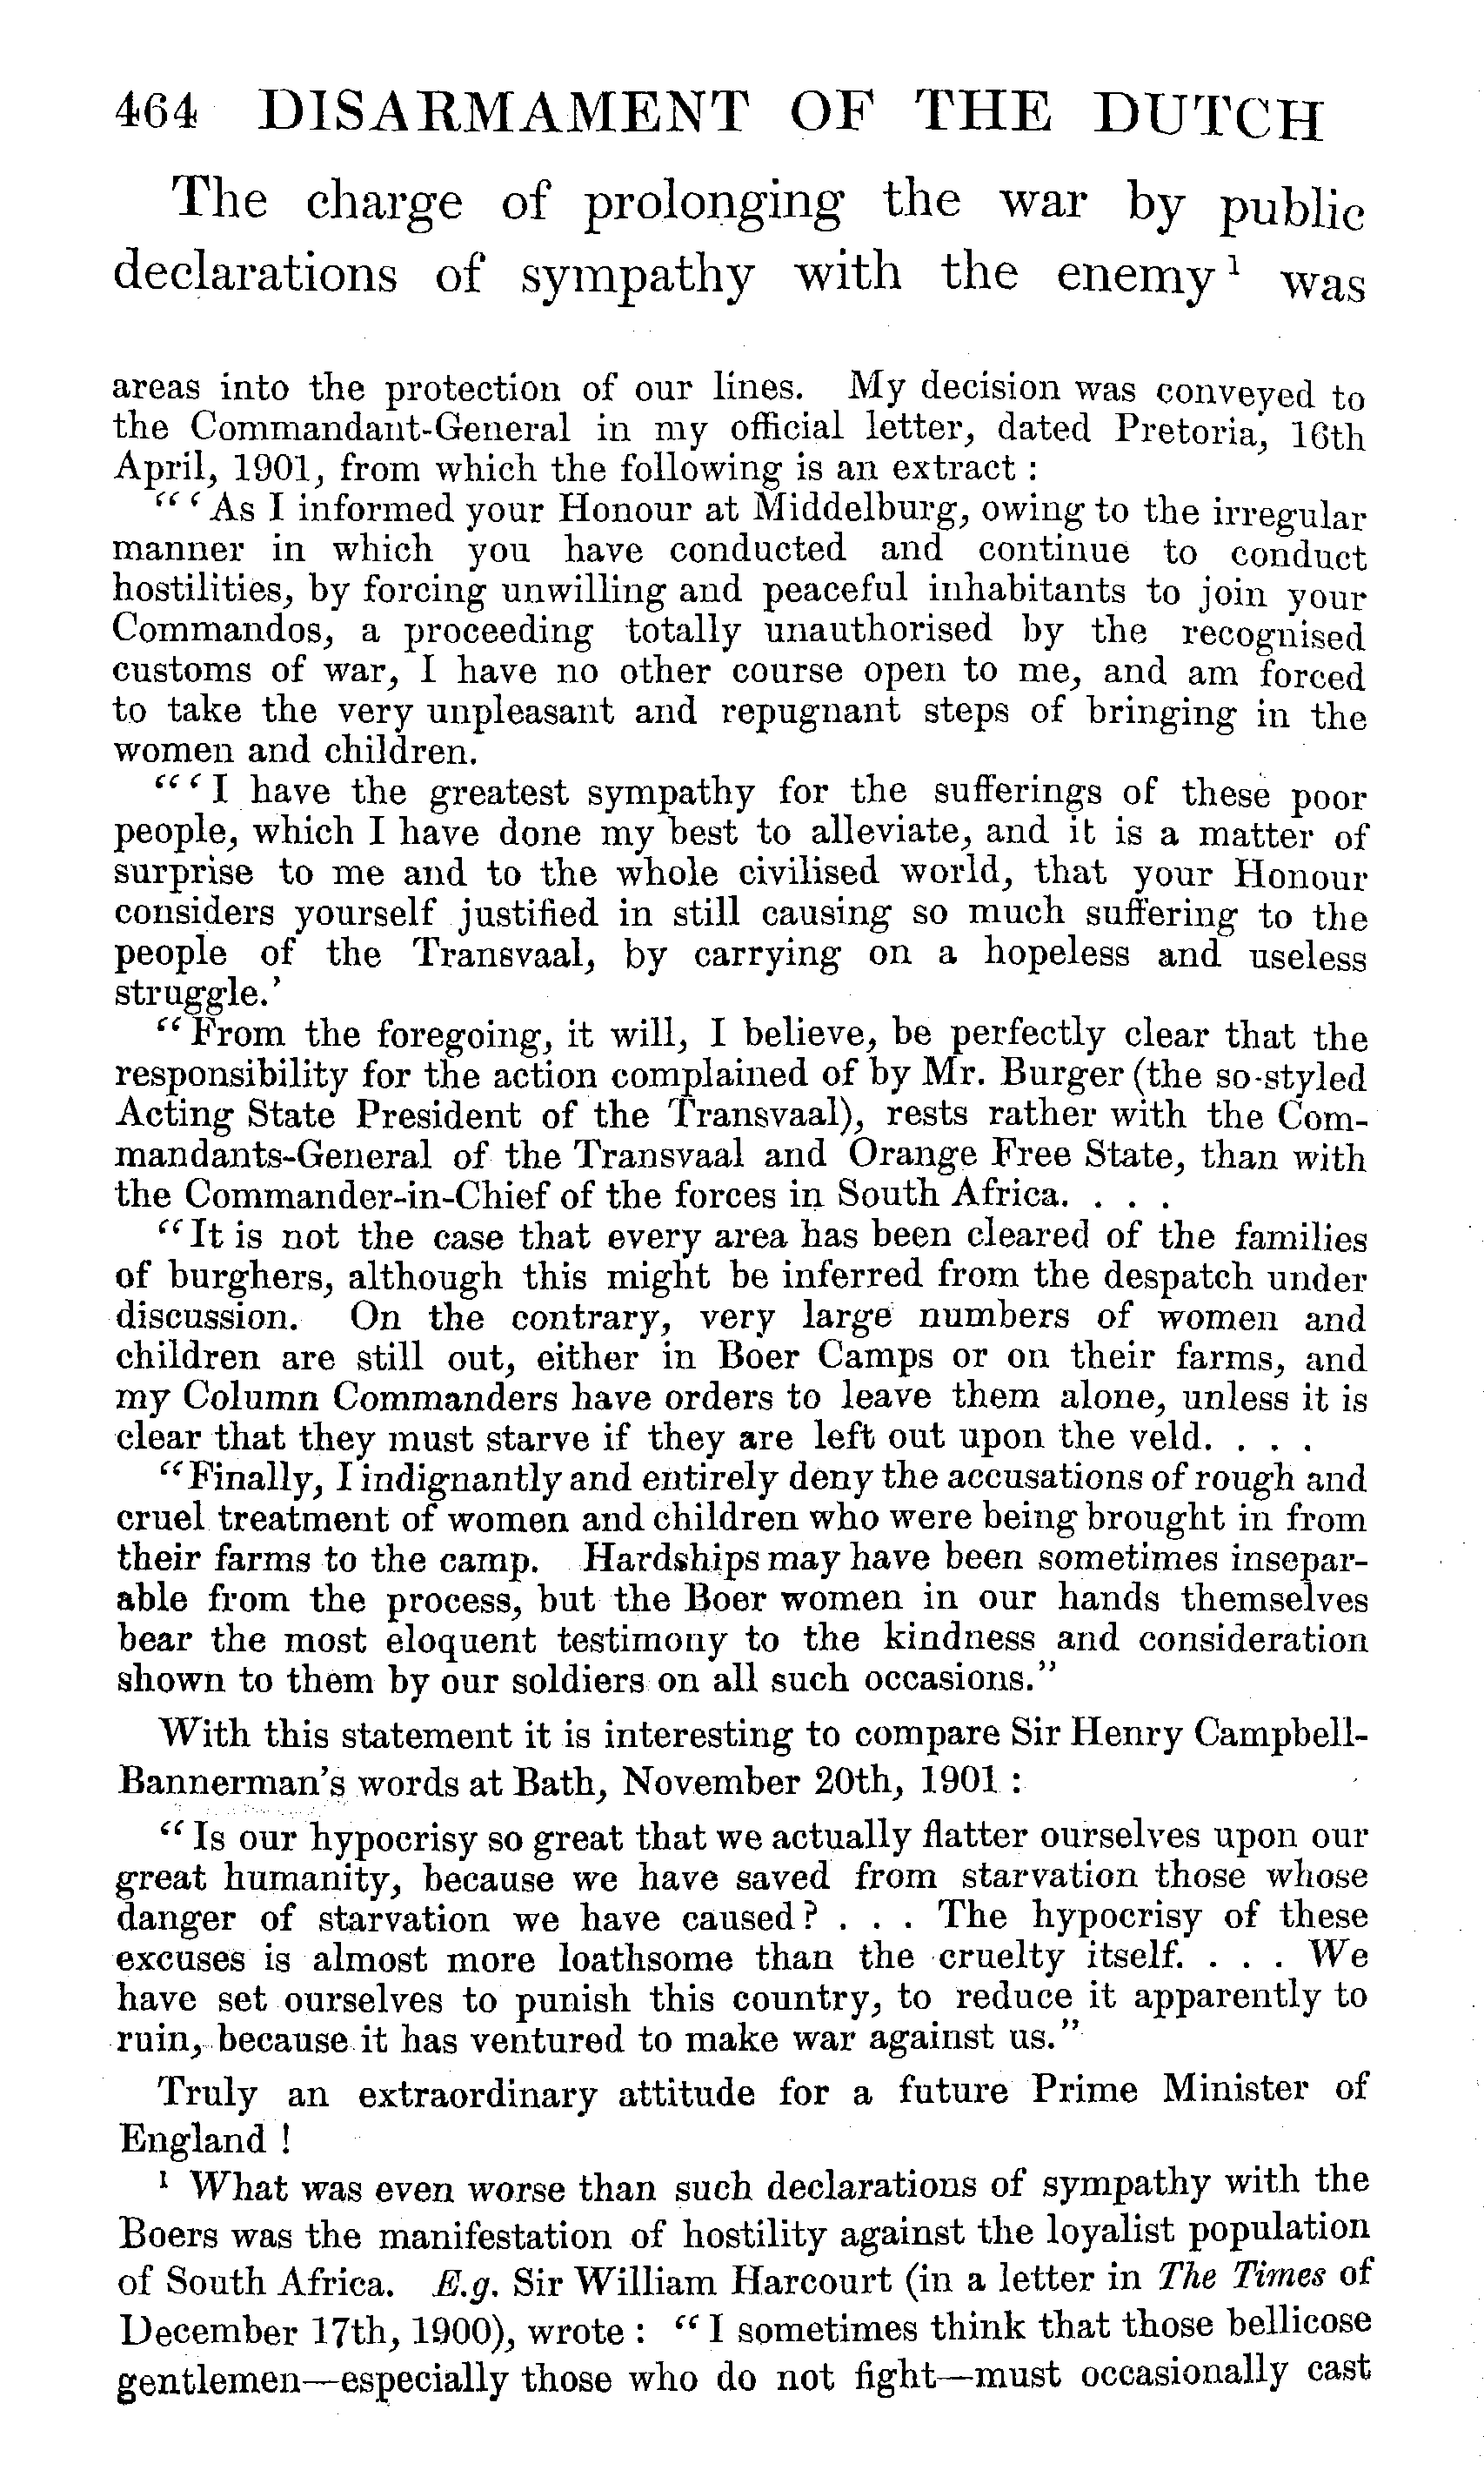 464 DISARMAMENT OF THE DUTCH
The charge of prolonging the war by public
declarations of sympathy with the enemy¹ was
areas into the protection of our lines. My decision was conveyed to
the Commandant-General in my official letter, dated Pretoria, 16th
April, 1901, from which the following is an extract :
“‘As I informed your Honour at Middelburg, owing to the irregular
manner in which you have conducted and continue to conduct
hostilities, by forcing unwilling and peaceful inhabitants to join your
Commandos, a proceeding totally unauthorised by the recognised
customs of war, I have no other course open to me, and am forced
to take the very unpleasant and repugnant steps of bringing in the
women and children.
“‘I have the greatest sympathy for the sufferings of these poor
people, which I have done my best to alleviate, and it is a matter of
surprise to me and to the whole civilised world, that your Honour
considers yourself justified in still causing so much suffering to the
people of the Transvaal, by carrying on a hopeless and useless
struggle.’
“From the foregoing, it will, I believe, be perfectly clear that the
responsibility for the action complained of by Mr. Burger (the so-styled
Acting State President of the Transvaal), rests rather with the Com-
mandants-General of the Transvaal and Orange Free State, than with
the Commander-in-Chief of the forces in South Africa. . . .
“It is not the case that every area has been cleared of the families
of burghers, although this might be inferred from the despatch under
discussion. On the contrary, very large numbers of women and
children are still out, either in Boer Camps or on their farms, and
my Column Commanders have orders to leave them alone, unless it is
clear that they must starve if they are left out upon the veld. . . .
“Finally, I indignantly and entirely deny the accusations of rough and
cruel treatment of women and children who were being brought in from
their farms to the camp. Hardships may have been sometimes insepar-
able from the process, but the Boer women in our hands themselves
bear the most eloquent testimony to the kindness and consideration
shown to them by our soldiers on all such occasions.”
With this statement it is interesting to compare Sir Henry Campbell-
Bannerman’s words at Bath, November 20th, 1901 :
“Is our hypocrisy so great that we actually flatter ourselves upon our
great humanity, because we have saved from starvation those whose
danger of starvation we have caused? . . . The hypocrisy of these
excuses is almost more loathsome than the cruelty itself. . . . We
have set ourselves to punish this country, to reduce it apparently to
ruin, because it has ventured to make war against us.”
Truly an extraordinary attitude for a future Prime Minister of
England !
¹ What was even worse than such declarations of sympathy with the
Boers was the manifestation of hostility against the loyalist population
of South Africa. E.g. Sir William Harcourt (in a letter in The Times of
December 17th, 1900), wrote : “I sometimes think that those bellicose
gentlemen—especially those who do not fight—must occasionally cast